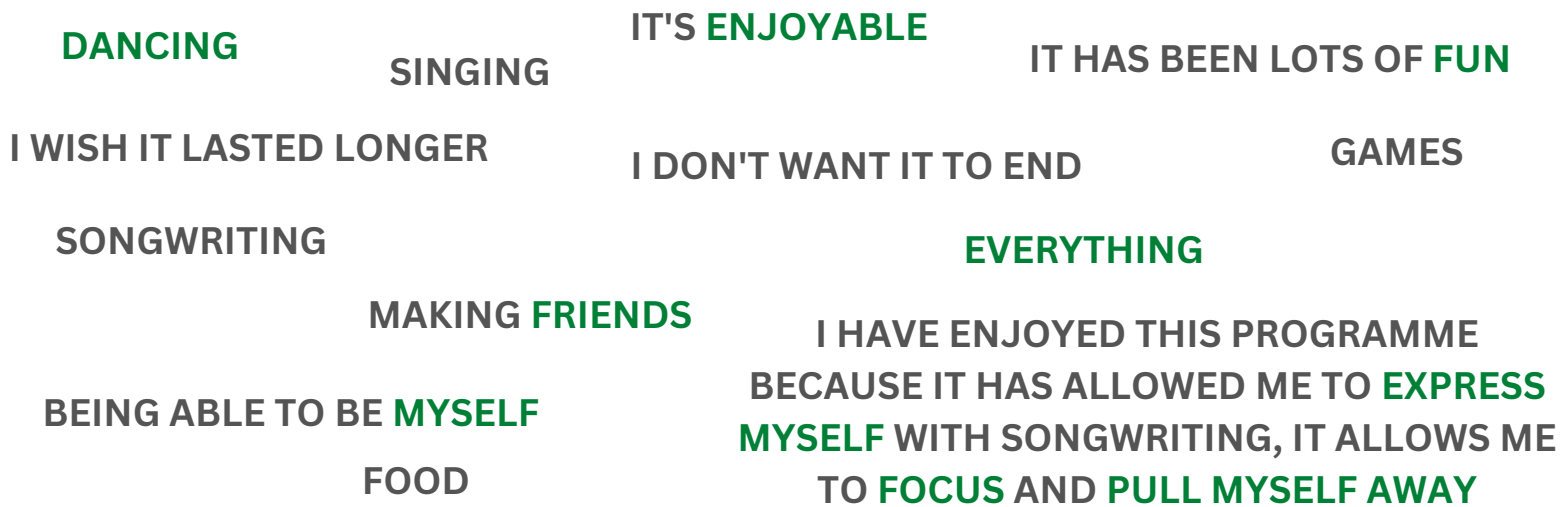 DANCING
SINGING
IT'S ENJOYABLE
IT HAS BEEN LOTS OF FUN
I WISH IT LASTED LONGER
I DON'T WANT IT TO END
GAMES
SONGWRITING
EVERYTHING
MAKING FRIENDS
BEING ABLE TO BE MYSELF
FOOD
I HAVE ENJOYED THIS PROGRAMME
BECAUSE IT HAS ALLOWED ME TO EXPRESS
MYSELF WITH SONGWRITING, IT ALLOWS ME
TO FOCUS AND PULL MYSELF AWAY